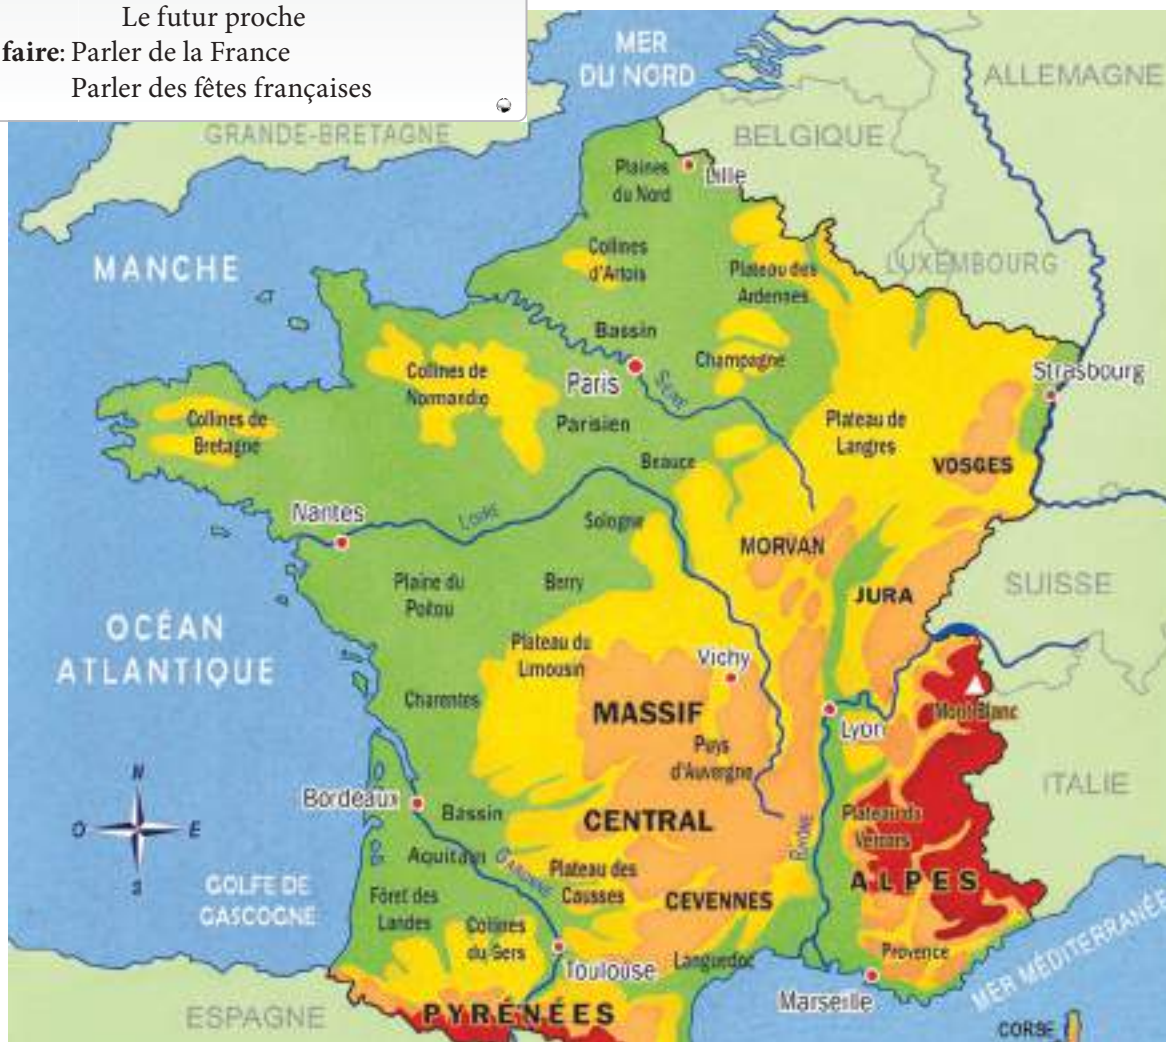 Le futur proche
faire: Parler de la France
Parler des fêtes françaises
MER
DU NORD
ALLEMAGNE
GRANDE-BRETAGNE
BELGIQUE
Plaines
du Nord
Lille
MANCHE
Collines
d'Artois
Plateau des
Ardennes
LUXEMBOURG
Bassin
Paris
SEINE
Champagne
Strasbourg
Collines de
Normandie
Collines de
Bretagne
Parisien
Plateau de
Langres
Beauce
VOSGES
Nantes
LOIRE
Sologne
MORVAN
Plaine du
Poitou
Berry
JURA
SUISSE
OCÉAN
ATLANTIQUE
Plateau du
Limousin
Vichy
Charentes
MASSIF
Lyon
Mont Blanc
Puys
d'Auvergne
ITALIE
N
O
E
S
Bordeaux
Bassin
CENTRAL
RHÔNE
Plateau du
Vercors
Aquitain
GARONNE
Plateau des
Causses
ALPES
GOLFE DE
GASCOGNE
Fôret des
Landes
CEVENNES
Collines
du Gers
Toulouse
Languedoc
Provence
MER MÉDITERRANÉE
Marseille
ESPAGNE
PYRÉNÉES
CORSE